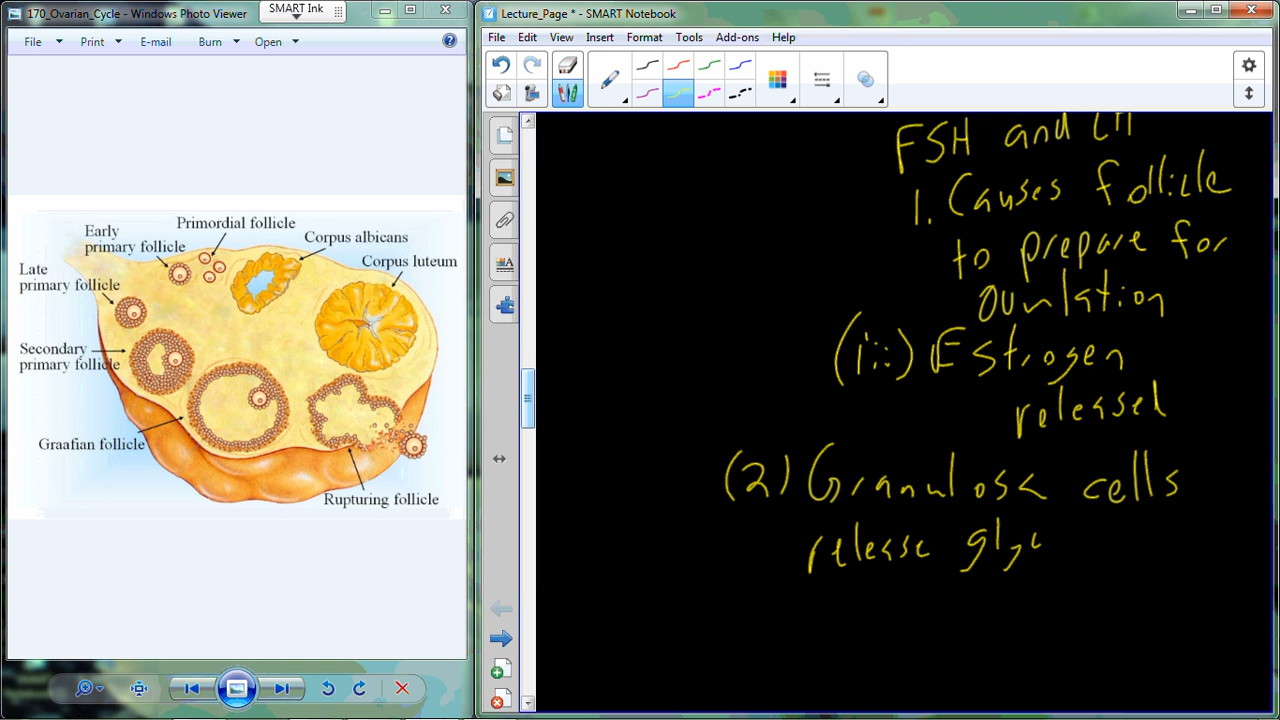 170_Ovarian_Cycle - Windows Photo Viewer
SMART Ink
File Print E-mail Burn Open
Primordial follicle
Early
primary follicle
Corpus albicans
Corpus luteum
Late
primary follicle
Secondary
primary follicle
Graafian follicle
Rupturing follicle
Lecture_Page * - SMART Notebook
File Edit View Insert Format Tools Add-ons Help
FSH and LH
1. Causes follicle
to prepare for
ovulation
(iii) Estrogen
released
(2) Granulosa cells
release gly